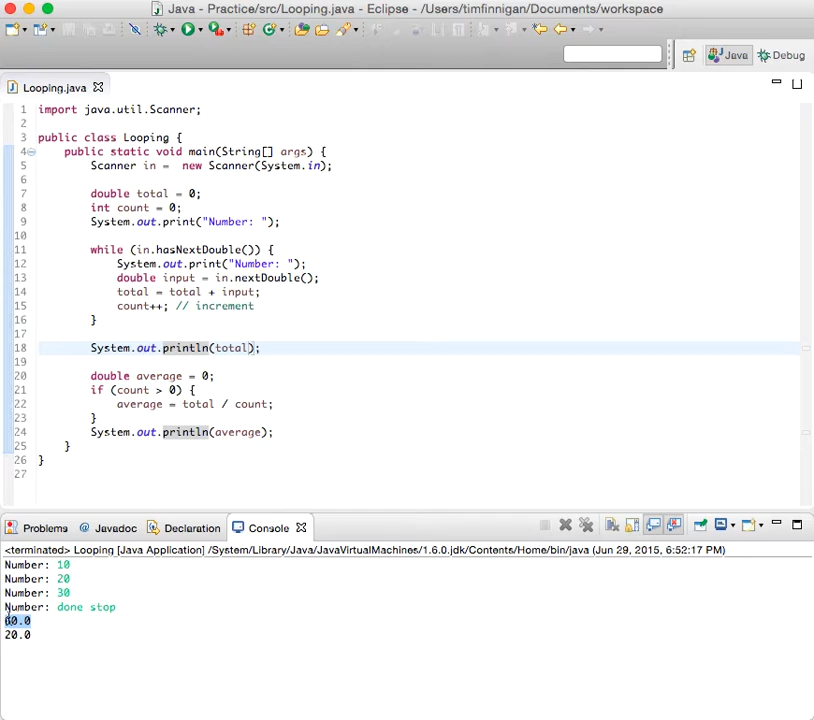 Java - Practice/src/Looping.java - Eclipse - /Users/timfinnigan/Documents/workspace
Java
Debug
Looping.java
1 import java.util.Scanner;
2
3 public class Looping {
4 public static void main(String[] args) {
5 Scanner in =  new Scanner(System.in);
6
7 double total = 0;
8 int count = 0;
9 System.out.print("Number: ");
10
11 while (in.hasNextDouble()) {
12 System.out.print("Number: ");
13 double input = in.nextDouble();
14 total = total + input;
15 count++; // increment
16 }
17
18 System.out.println(total);
19
20 double average = 0;
21 if (count > 0) {
22 average = total / count;
23 }
24 System.out.println(average);
25 }
26 }
27
Problems @ Javadoc Declaration Console
<terminated> Looping [Java Application] /System/Library/Java/JavaVirtualMachines/1.6.0.jdk/Contents/Home/bin/java (Jun 29, 2015, 6:52:17 PM)
Number: 10
Number: 20
Number: 30
Number: done stop
60.0
20.0